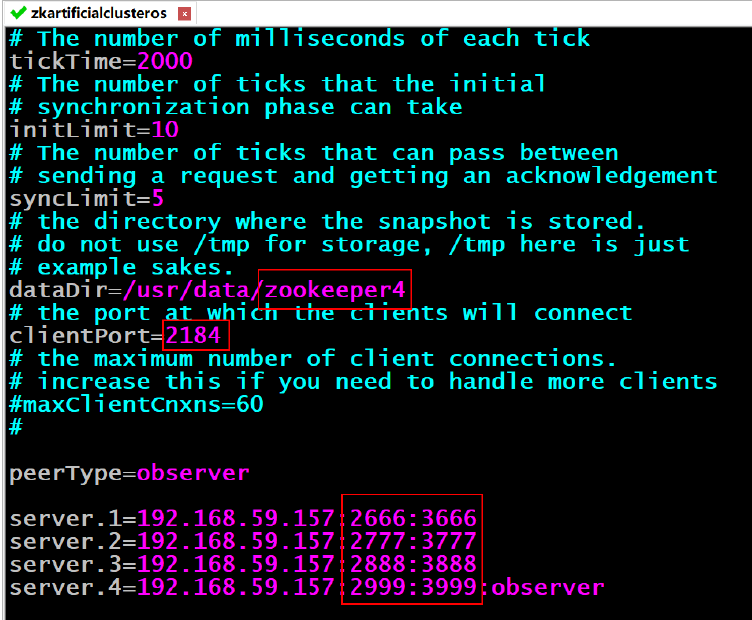 zkartificialclusteros
# The number of milliseconds of each tick
tickTime=2000
# The number of ticks that the initial
# synchronization phase can take
initLimit=10
# The number of ticks that can pass between
# sending a request and getting an acknowledgement
syncLimit=5
# the directory where the snapshot is stored.
# do not use /tmp for storage, /tmp here is just
# example sakes.
dataDir=/usr/data/zookeeper4
# the port at which the clients will connect
clientPort=2184
# the maximum number of client connections.
# increase this if you need to handle more clients
#maxClientCnxns=60
#
peerType=observer
server.1=192.168.59.157:2666:3666
server.2=192.168.59.157:2777:3777
server.3=192.168.59.157:2888:3888
server.4=192.168.59.157:2999:3999:observer